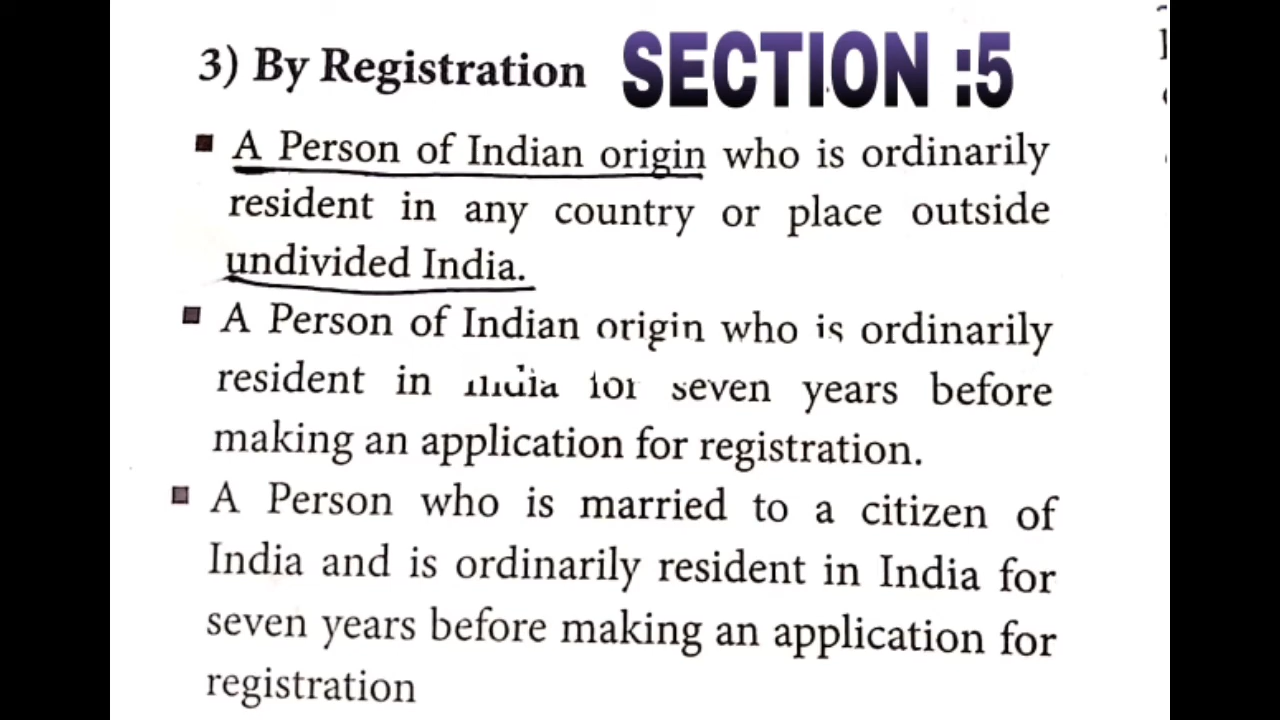 3) By Registration SECTION :5
▪ A Person of Indian origin who is ordinarily
resident in any country or place outside
undivided India.
▪ A Person of Indian origin who is ordinarily
resident in India for seven years before
making an application for registration.
▪ A Person who is married to a citizen of
India and is ordinarily resident in India for
seven years before making an application for
registration